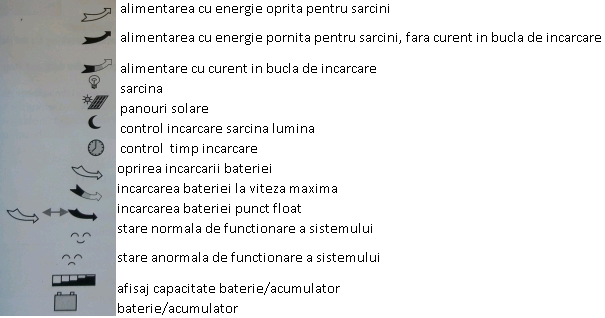 alimentarea cu energie oprita pentru sarcini
alimentarea cu energie pornita pentru sarcini, fara curent in bucla de incarcare
alimentare cu curent in bucla de incarcare
sarcina
panouri solare
control incarcare sarcina lumina
control timp incarcare
oprirea incarcarii bateriei
incarcarea bateriei la viteza maxima
incarcarea bateriei punct float
stare normala de functionare a sistemului
stare anormala de functionare a sistemului
afisaj capacitate baterie/acumulator
baterie/acumulator